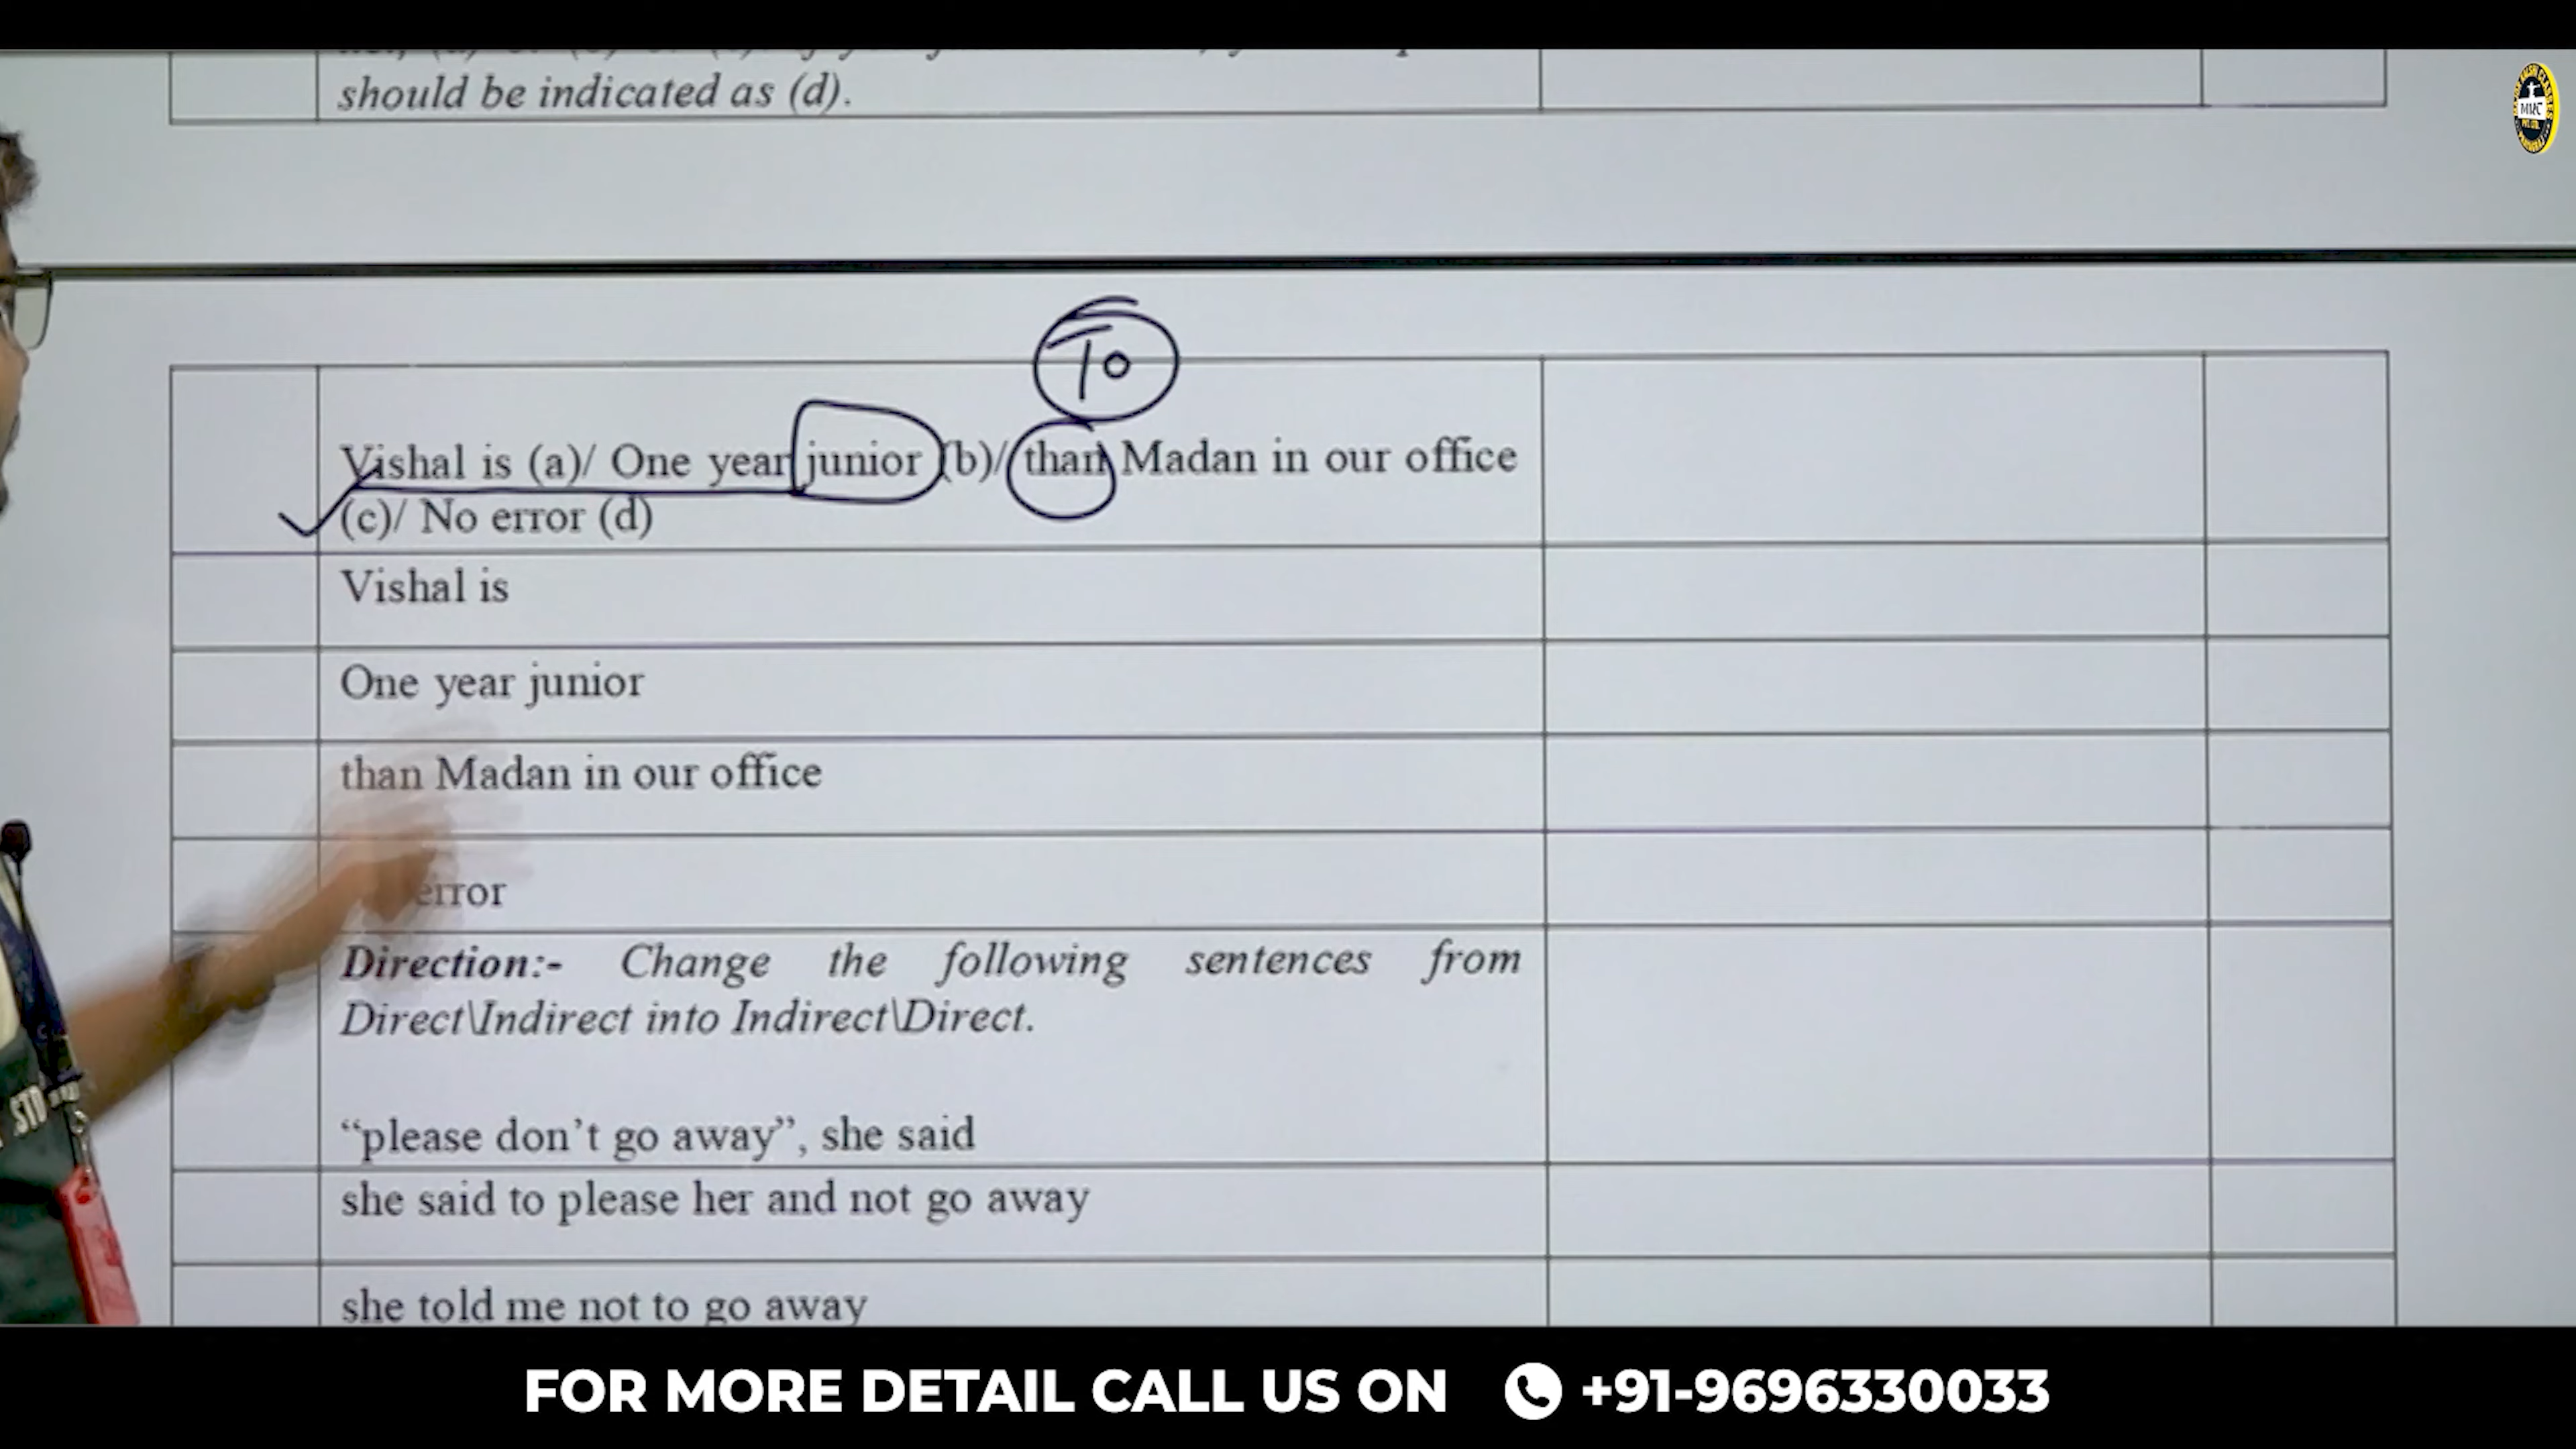 should be indicated as (d).
TO
Vishal is (a)/ One year junior (b)/ than Madan in our office
(c)/ No error (d)
Vishal is
One year junior
than Madan in our office
error
Direction:- Change the following sentences from
Direct\Indirect into Indirect\Direct.
“please don’t go away”, she said
she said to please her and not go away
she told me not to go away
STD
FOR MORE DETAIL CALL US ON +91-9696330033